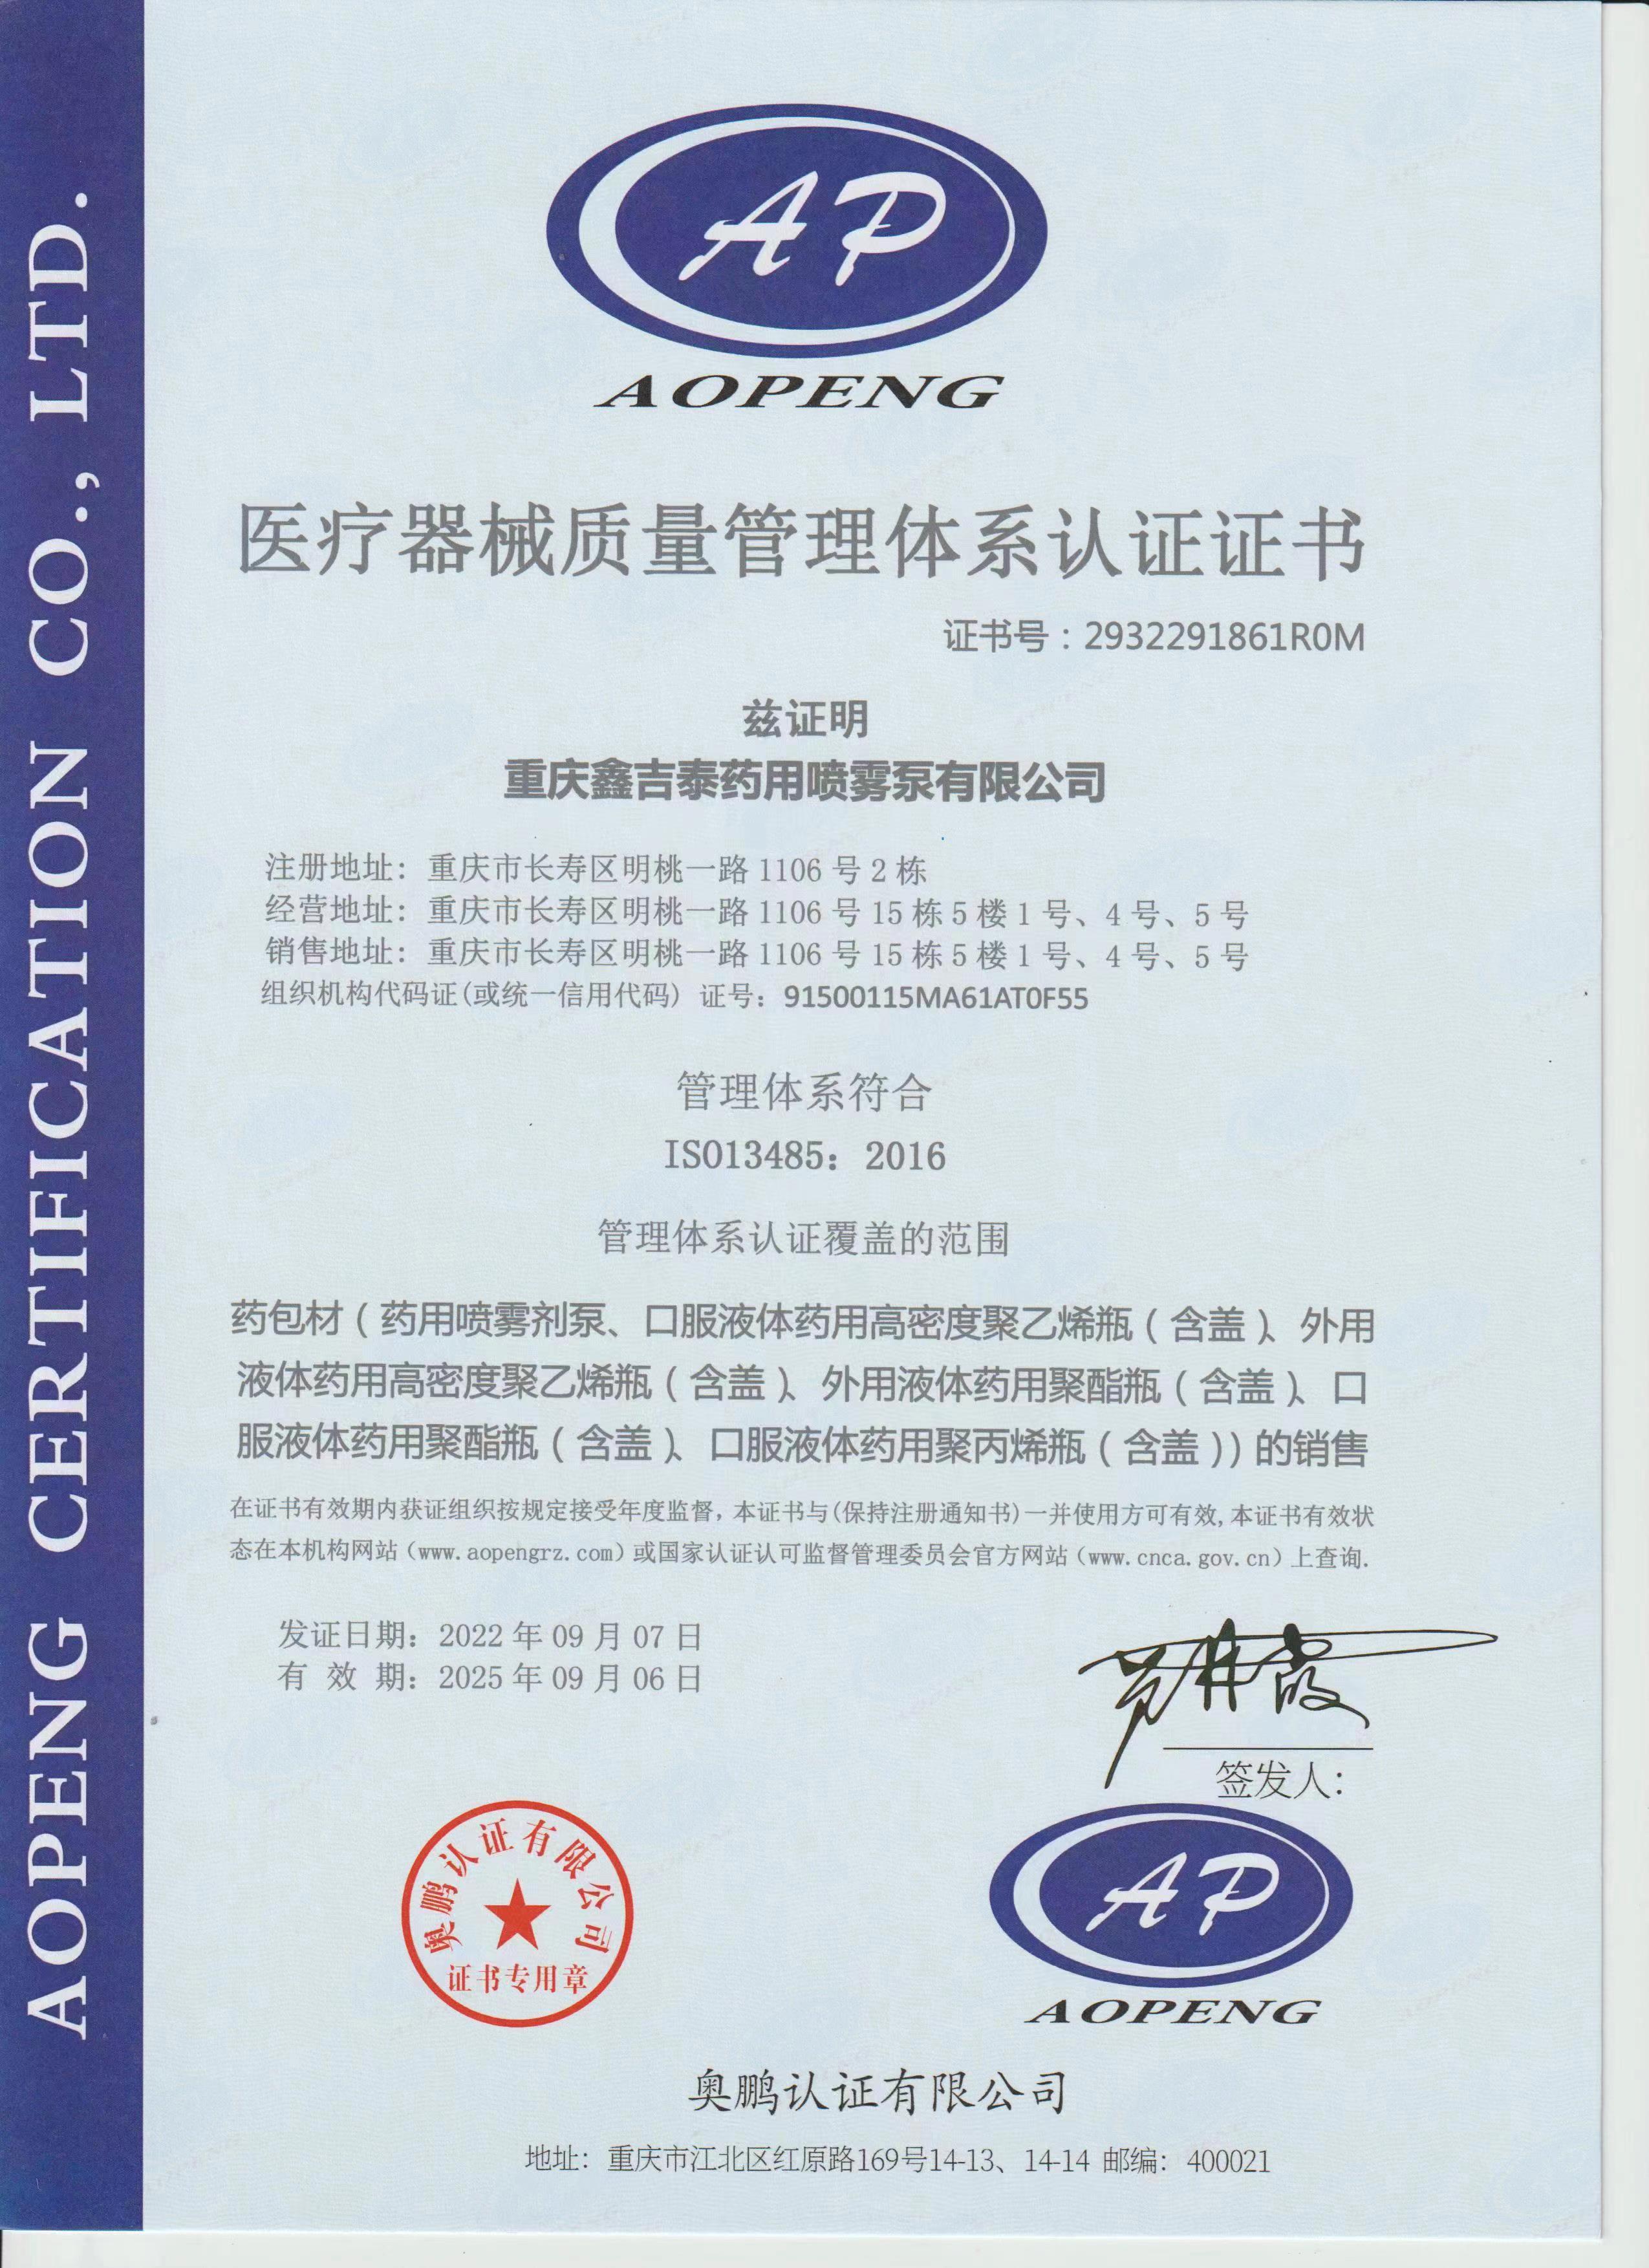 AOPENG CERTIFICATION CO., LTD.
AP
AOPENG
医疗器械质量管理体系认证证书
证书号：2932291861R0M
兹证明
重庆鑫吉泰药用喷雾泵有限公司
注册地址：重庆市长寿区明桃一路 1106 号 2 栋
经营地址：重庆市长寿区明桃一路 1106 号 15 栋 5 楼 1 号、4 号、5 号
销售地址：重庆市长寿区明桃一路 1106 号 15 栋 5 楼 1 号、4 号、5 号
组织机构代码证(或统一信用代码) 证号：91500115MA61AT0F55
管理体系符合
ISO13485：2016
管理体系认证覆盖的范围
药包材（药用喷雾剂泵、口服液体药用高密度聚乙烯瓶（含盖）、外用
液体药用高密度聚乙烯瓶（含盖）、外用液体药用聚酯瓶（含盖）、口
服液体药用聚酯瓶（含盖）、口服液体药用聚丙烯瓶（含盖））的销售
在证书有效期内获证组织按规定接受年度监督，本证书与(保持注册通知书)一并使用方可有效,本证书有效状
态在本机构网站（www.aopengrz.com）或国家认证认可监督管理委员会官方网站（www.cnca.gov.cn）上查询.
发证日期：2022 年 09 月 07 日
有 效 期：2025 年 09 月 06 日
签发人：
奥鹏认证有限公司
证书专用章
AP
AOPENG
奥鹏认证有限公司
地址：重庆市江北区红原路169号14-13、14-14 邮编：400021